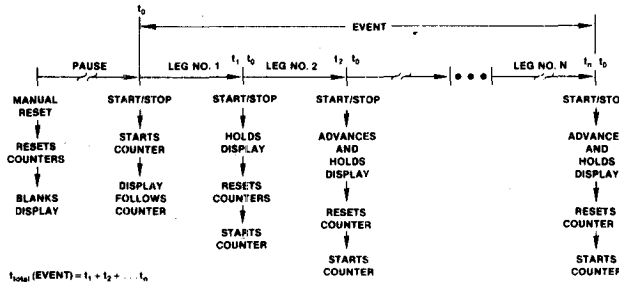 t₀
EVENT
PAUSE
LEG NO. 1
t₁ t₀
LEG NO. 2
t₂ t₀
LEG NO. N
tₙ t₀
MANUAL
RESET
RESETS
COUNTERS
BLANKS
DISPLAY
START/STOP
STARTS
COUNTER
DISPLAY
FOLLOWS
COUNTER
START/STOP
HOLDS
DISPLAY
RESETS
COUNTERS
STARTS
COUNTER
START/STOP
ADVANCES
AND
HOLDS
DISPLAY
RESETS
COUNTER
STARTS
COUNTER
START/STO
ADVANCE
AND
HOLDS
DISPLAY
RESETS
COUNTER
STARTS
COUNTER
t_total (EVENT) = t₁ + t₂ + . . . tₙ